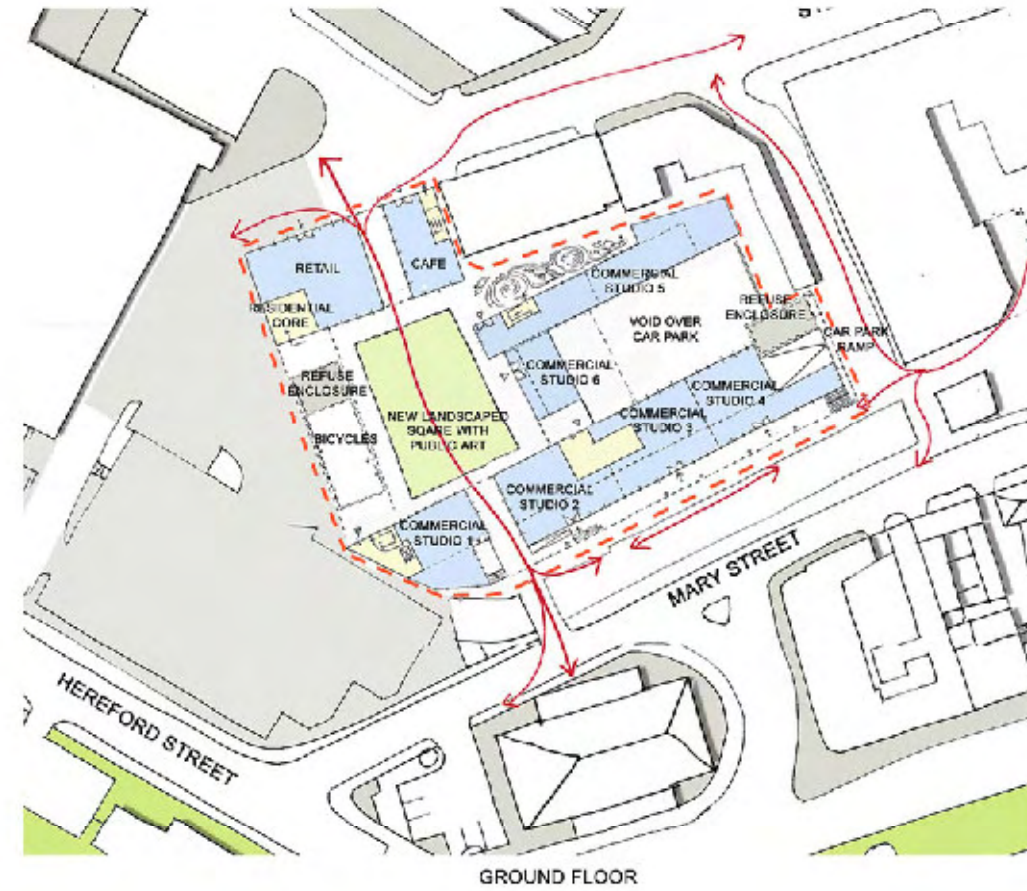 RETAIL
CAFE
COMMERCIAL
STUDIO 5
RESIDENTIAL
CORE
REFUSE
ENCLOSURE
VOID OVER
CAR PARK
CAR PARK
RAMP
REFUSE
ENCLOSURE
COMMERCIAL
STUDIO 6
COMMERCIAL
STUDIO 4
NEW LANDSCAPED
SQARE WITH
PUBLIC ART
COMMERCIAL
STUDIO 3
BICYCLES
COMMERCIAL
STUDIO 2
COMMERCIAL
STUDIO 1
MARY STREET
HEREFORD STREET
GROUND FLOOR